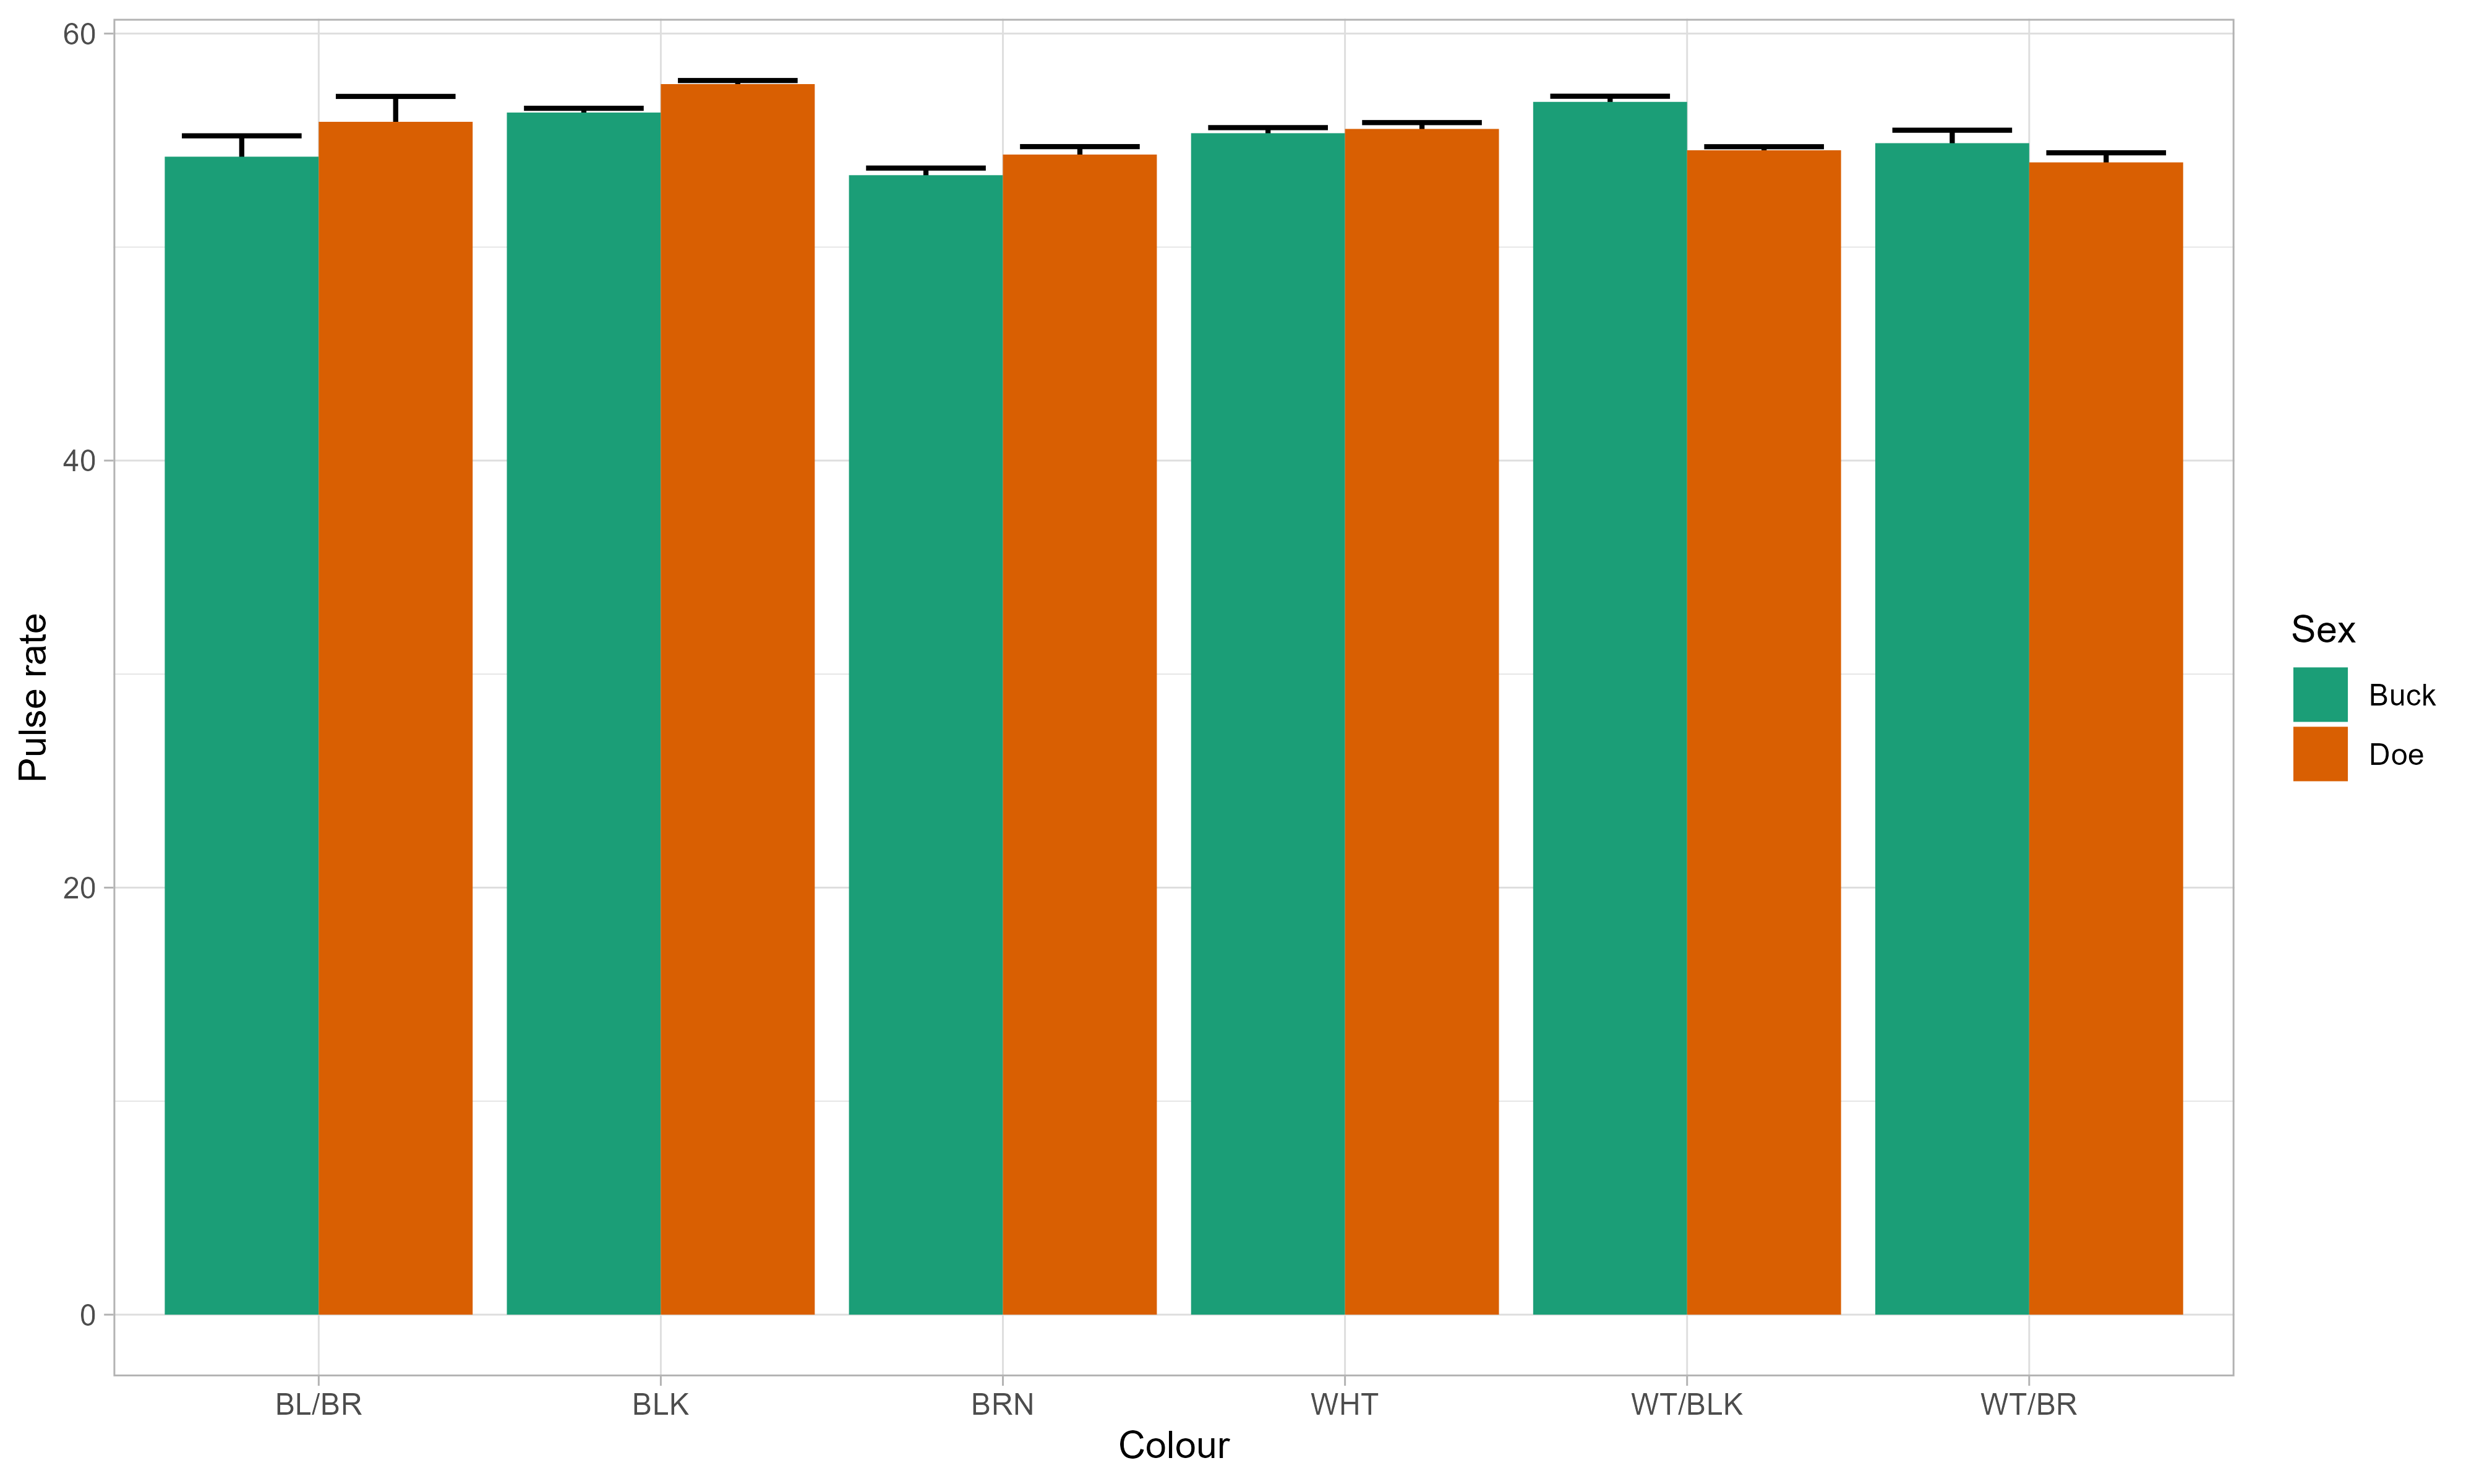 60
40
20
0
Pulse rate
BL/BR BLK BRN WHT WT/BLK WT/BR
Colour
Sex
Buck
Doe